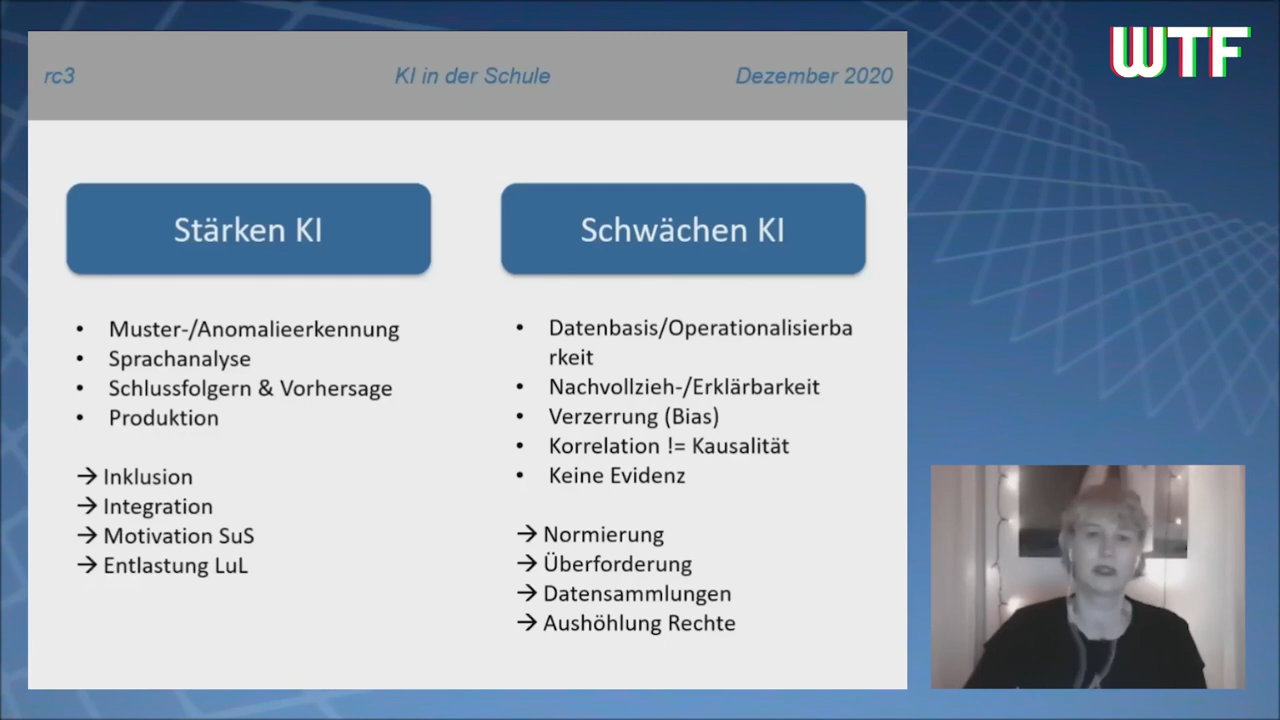 WTF
rc3 KI in der Schule Dezember 2020
Stärken KI
• Muster-/Anomalieerkennung
• Sprachanalyse
• Schlussfolgern & Vorhersage
• Produktion
→ Inklusion
→ Integration
→ Motivation SuS
→ Entlastung LuL
Schwächen KI
• Datenbasis/Operationalisierba
rkeit
• Nachvollzieh-/Erklärbarkeit
• Verzerrung (Bias)
• Korrelation != Kausalität
• Keine Evidenz
→ Normierung
→ Überforderung
→ Datensammlungen
→ Aushöhlung Rechte